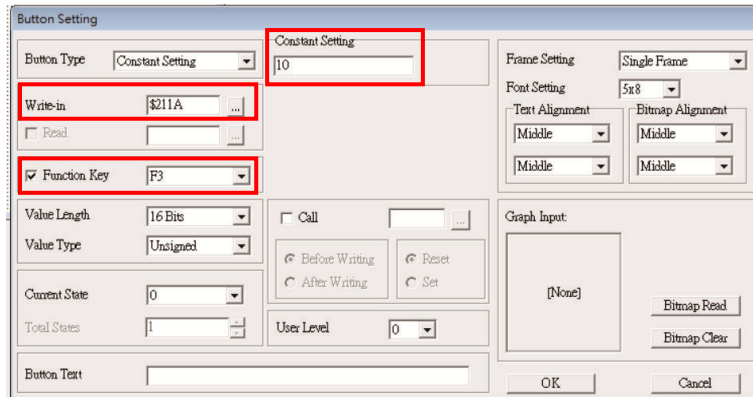 Button Setting
Button Type
Constant Setting
Constant Setting
10
Frame Setting
Single Frame
Font Setting
5x8
Write-in
$211A
...
Text Alignment
Bitmap Alignment
Read
...
Middle
Middle
Function Key
F3
Middle
Middle
Value Length
16 Bits
Call
...
Graph Input:
Value Type
Unsigned
Before Writing
Reset
After Writing
Set
Current State
0
[None]
Bitmap Read
Total States
1
User Level
0
Bitmap Clear
Button Text
OK
Cancel